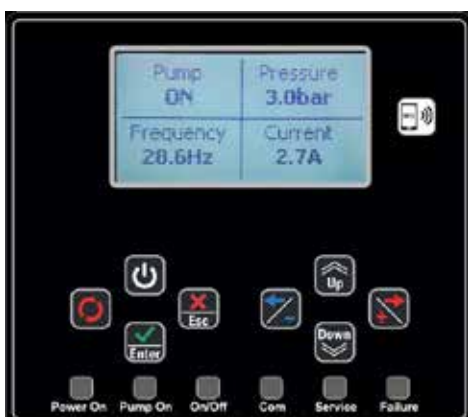 Pump
ON
Pressure
3.0bar
Frequency
28.6Hz
Current
2.7A
Up
Esc
Enter
Down
Power On
Pump On
On/Off
Com
Service
Failure